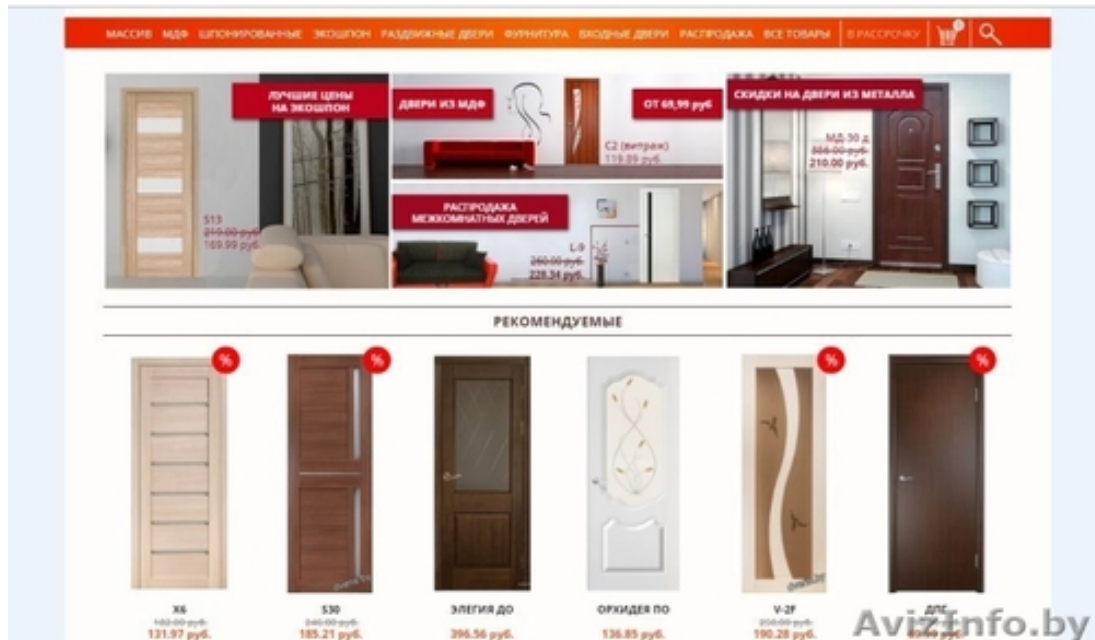 МАССИВ МДФ ШПОНИРОВАННЫЕ ЭКОШПОН РАЗДВИЖНЫЕ ДВЕРИ ФУРНИТУРА ВХОДНЫЕ ДВЕРИ РАСПРОДАЖА ВСЕ ТОВАРЫ В РАССРОЧКУ 0
ЛУЧШИЕ ЦЕНЫ
НА ЭКОШПОН
S13
219.00 руб.
169.99 руб.
ДВЕРИ ИЗ МДФ
ОТ 69,99 руб
C2 (витраж)
119.89 руб.
РАСПРОДАЖА
МЕЖКОМНАТНЫХ ДВЕРЕЙ
L-9
260.00 руб.
228.34 руб.
СКИДКИ НА ДВЕРИ ИЗ МЕТАЛЛА
МД-30 д
210.00 руб.
РЕКОМЕНДУЕМЫЕ
% % % %
X6 S30 ЭЛЕГИЯ ДО ОРХИДЕЯ ПО V-2F ДПГ
131.97 руб. 185.21 руб. 396.56 руб. 136.85 руб. 190.28 руб.
AvizInfo.by